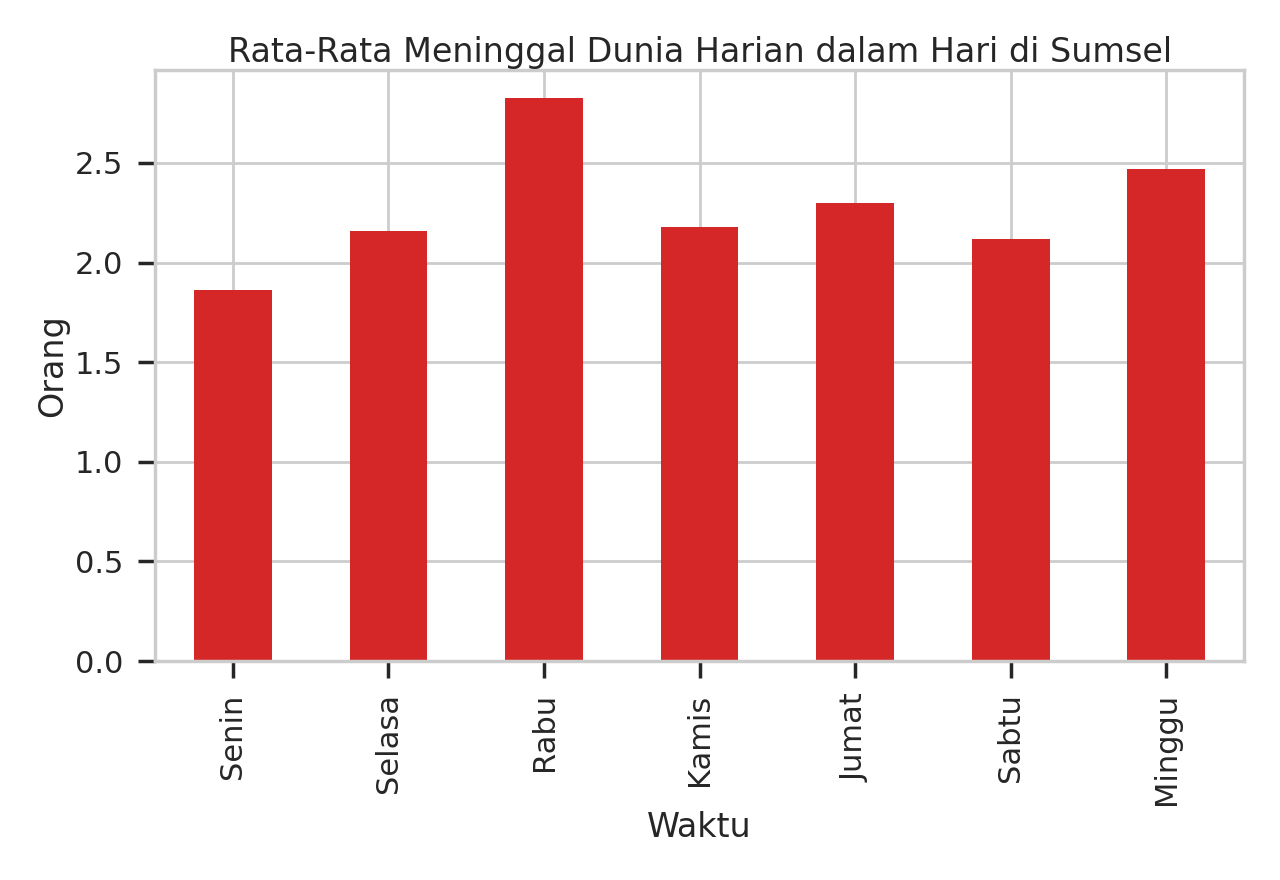 Rata-Rata Meninggal Dunia Harian dalam Hari di Sumsel
Orang
2.5
2.0
1.5
1.0
0.5
0.0
Senin
Selasa
Rabu
Kamis
Jumat
Sabtu
Minggu
Waktu